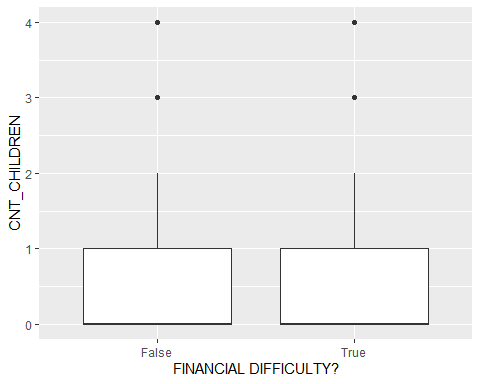 4
3
2
1
0
CNT_CHILDREN
False
True
FINANCIAL DIFFICULTY?